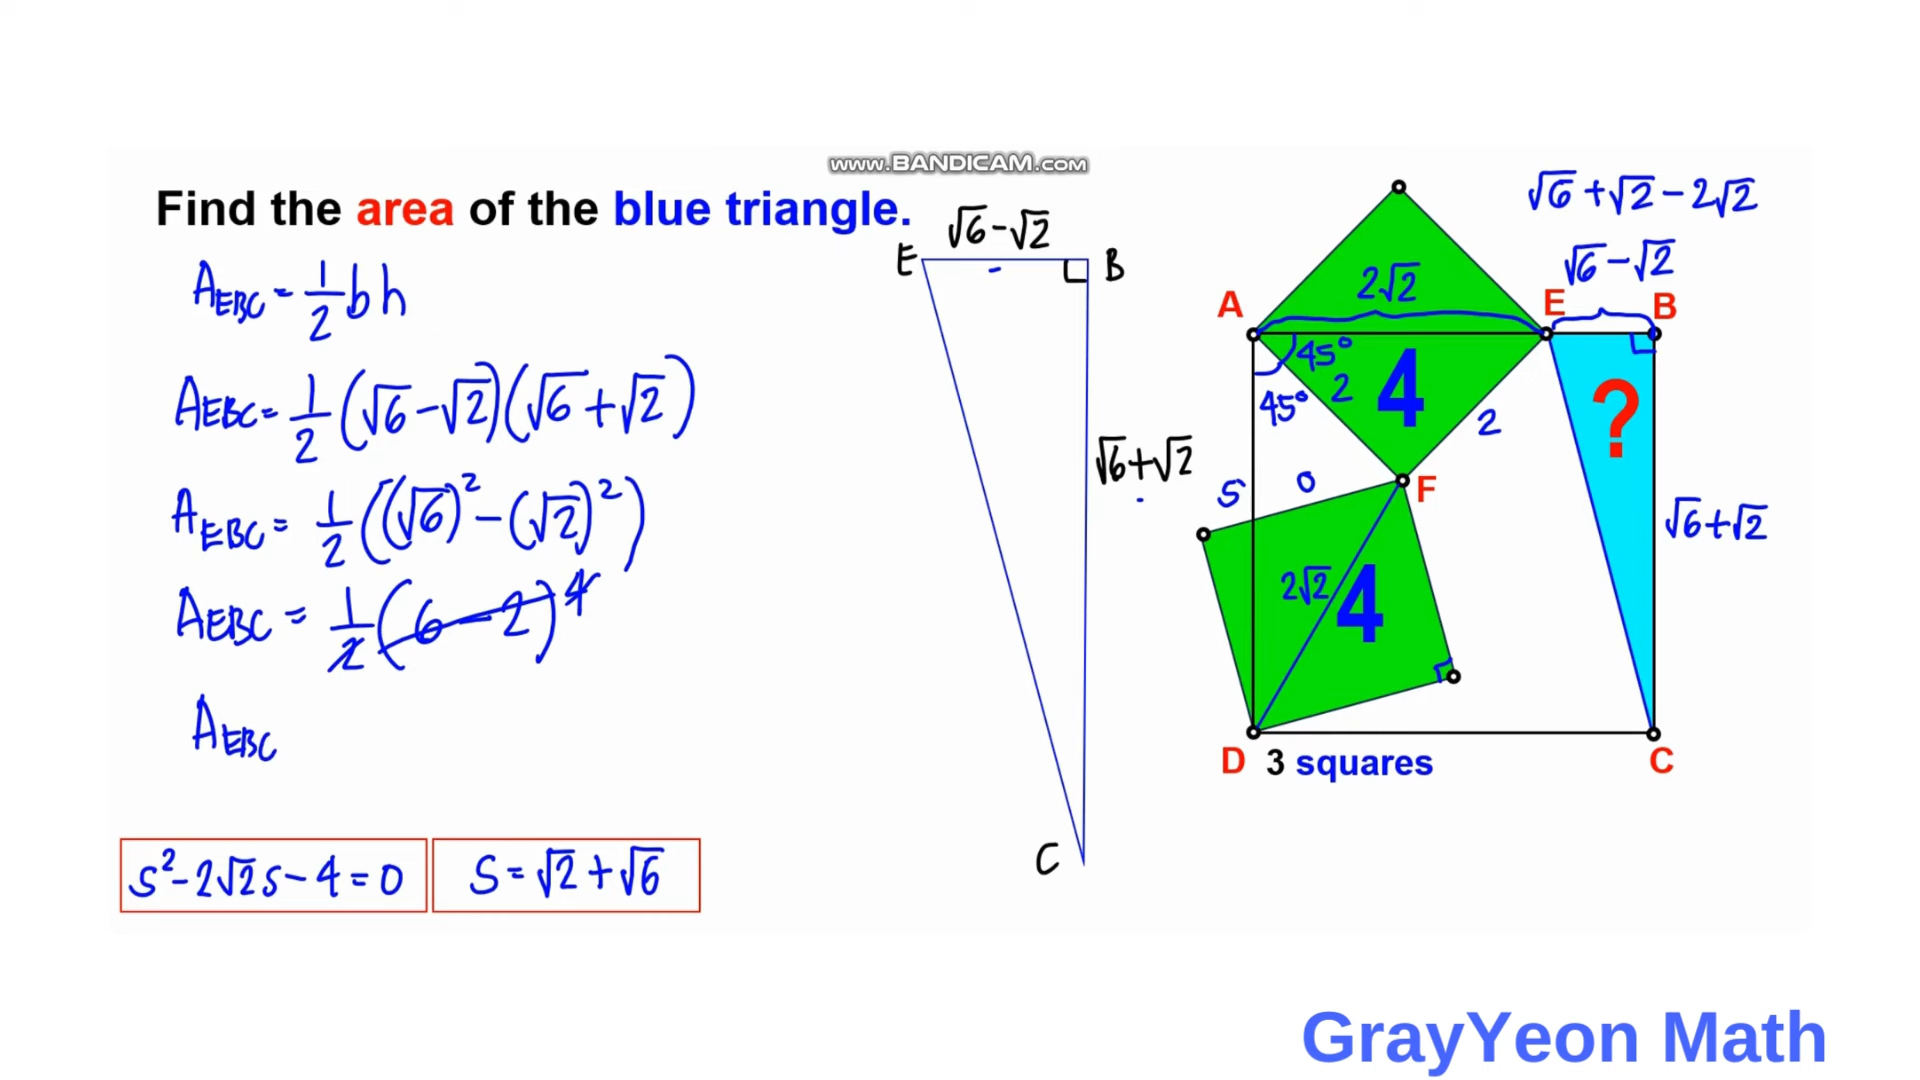 www.BANDICAM.com
Find the area of the blue triangle.
A_EBC = 1/2 bh
A_EBC = 1/2 (√6 − √2)(√6 + √2)
A_EBC = 1/2 ((√6)² − (√2)²)
A_EBC = 1/2 (6 − 2) 4
A_EBC
s² − 2√2s − 4 = 0
S = √2 + √6
√6 − √2
E
B
√6 + √2
C
√6 + √2 − 2√2
√6 − √2
2√2
A
E
B
45°
45°
2
4
2
?
S
0
F
√6 + √2
2√2
4
D
3 squares
C
GrayYeon Math